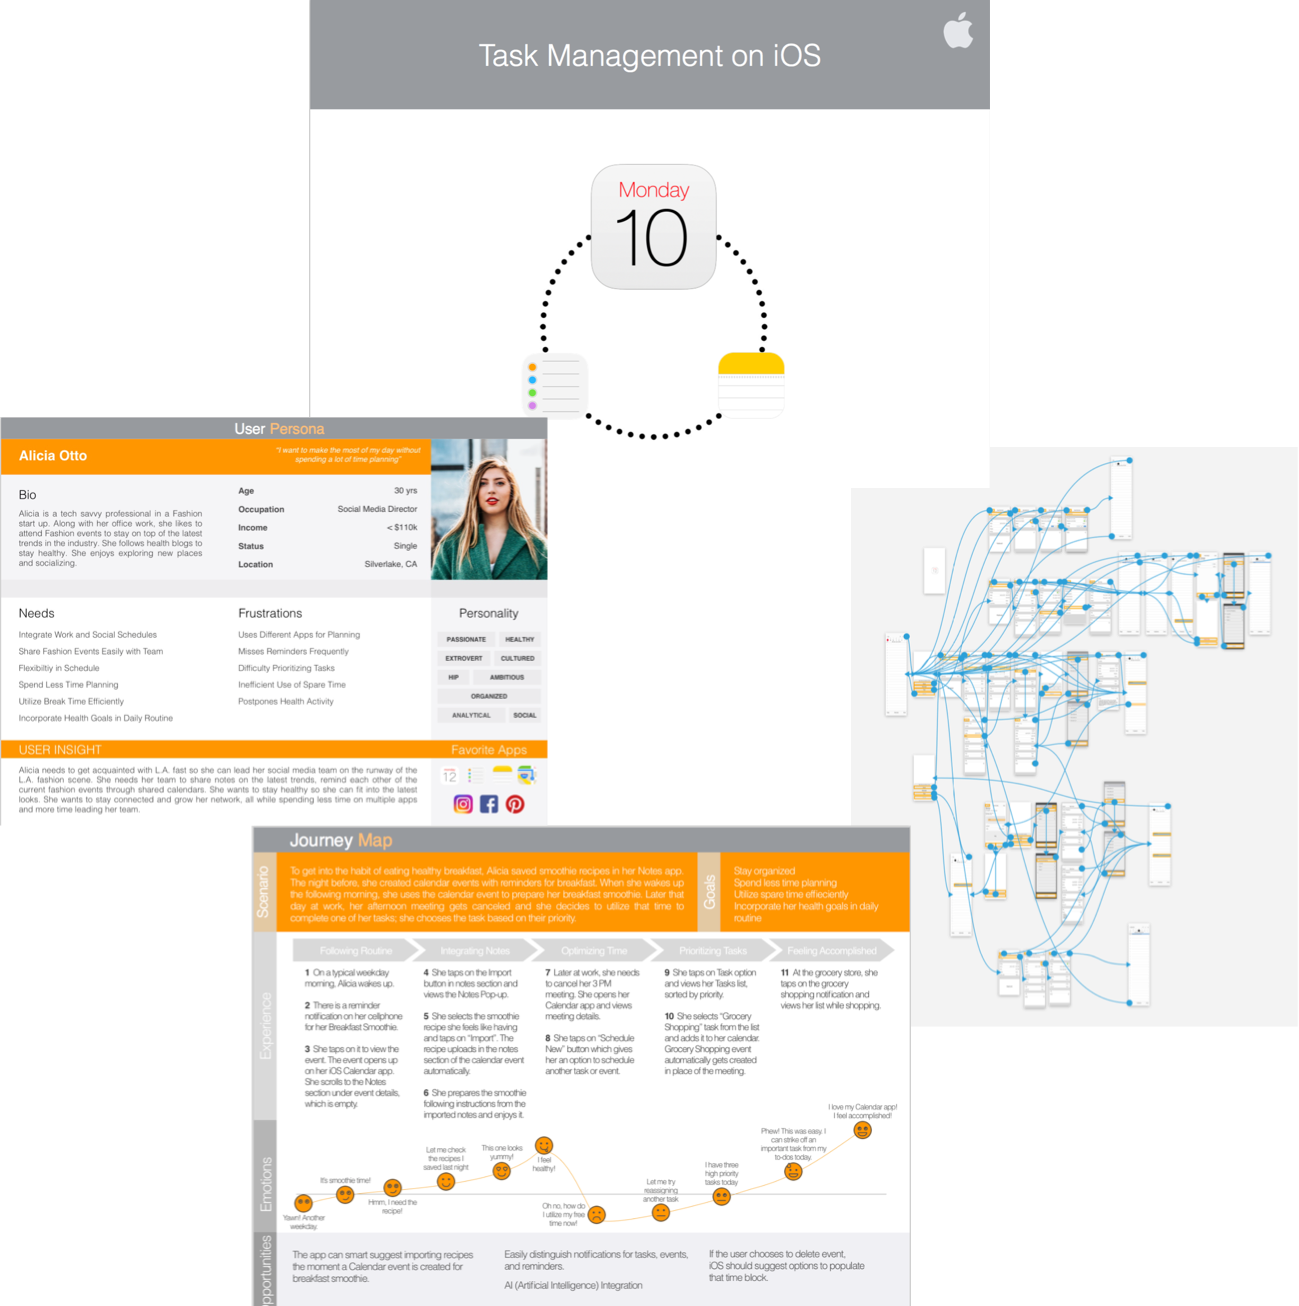 Task Management on iOS
Monday
10
User Persona
Alicia Otto
"I want to make the most of my day without
spending a lot of time planning"
Bio
Alicia is a tech savvy professional in a Fashion
start up. Along with her office work, she likes to
attend Fashion events to stay on top of the latest
trends in the industry. She follows health blogs to
stay healthy. She enjoys exploring new places
and socializing.
Age 30 yrs
Occupation Social Media Director
Income < $110k
Status Single
Location Silverlake, CA
Needs
Integrate Work and Social Schedules
Share Fashion Events Easily with Team
Flexibiltiy in Schedule
Spend Less Time Planning
Utilize Break Time Efficiently
Incorporate Health Goals in Daily Routine
Frustrations
Uses Different Apps for Planning
Misses Reminders Frequently
Difficulty Prioritizing Tasks
Inefficient Use of Spare Time
Postpones Health Activity
Personality
PASSIONATE HEALTHY
EXTROVERT CULTURED
HIP AMBITIOUS
ORGANIZED
ANALYTICAL SOCIAL
USER INSIGHT
Alicia needs to get acquainted with L.A. fast so she can lead her social media team on the runway of the
L.A. fashion scene. She needs her team to share notes on the latest trends, remind each other of the
current fashion events through shared calendars. She wants to stay healthy so she can fit into the latest
looks. She wants to stay connected and grow her network, all while spending less time on multiple apps
and more time leading her team.
Favorite Apps
12
Journey Map
Scenario
To get into the habit of eating healthy breakfast, Alicia saved smoothie recipes in her Notes app.
The night before, she created calendar events with reminders for breakfast. When she wakes up
the following morning, she uses the calendar event to prepare her breakfast smoothie. Later that
day at work, her afternoon meeting gets canceled and she decides to utilize that time to
complete one of her tasks; she chooses the task based on their priority.
Goals
Stay organized
Spend less time planning
Utilize spare time effieciently
Incorporate her health goals in daily
routine
Experience
Following Routine
Integrating Notes
Optimizing Time
Prioritizing Tasks
Feeling Accomplished
1 On a typical weekday
morning, Alicia wakes up.
2 There is a reminder
notification on her cellphone
for her Breakfast Smoothie.
3 She taps on it to view the
event. The event opens up
on her iOS Calendar app.
She scrolls to the Notes
section under event details,
which is empty.
4 She taps on the Import
button in notes section and
views the Notes Pop-up.
5 She selects the smoothie
recipe she feels like having
and taps on "Import". The
recipe uploads in the notes
section of the calendar event
automatically.
6 She prepares the smoothie
following instructions from the
imported notes and enjoys it.
7 Later at work, she needs
to cancel her 3 PM
meeting. She opens her
Calendar app and views
meeting details.
8 She taps on "Schedule
New" button which gives
her an option to schedule
another task or event.
9 She taps on Task option
and views her Tasks list,
sorted by priority.
10 She selects "Grocery
Shopping" task from the list
and adds it to her calendar.
Grocery Shopping event
automatically gets created
in place of the meeting.
11 At the grocery store, she
taps on the grocery
shopping notification and
views her list while shopping.
Emotions
Yawn! Another
weekday.
It's smoothie time!
Hmm, I need the
recipe!
Let me check
the recipes I
saved last night
This one looks
yummy!
I feel
healthy!
Oh no, how do
I utilize my free
time now!
Let me try
reassigning
another task
I have three
high priority
tasks today
Phew! This was easy. I
can strike off an
important task from my
to-dos today.
I love my Calendar app!
I feel accomplished!
pportunities
The app can smart suggest importing recipes
the moment a Calendar event is created for
breakfast smoothie.
Easily distinguish notifications for tasks, events,
and reminders.
AI (Artificial Intelligence) Integration
If the user chooses to delete event,
iOS should suggest options to populate
that time block.